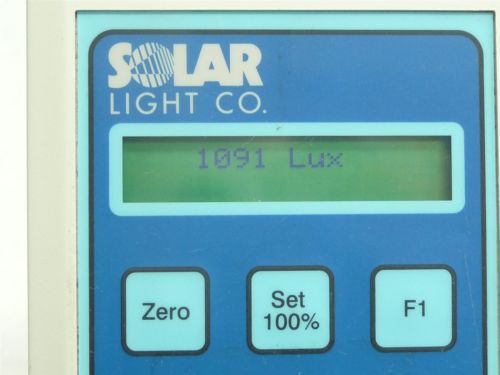 SOLAR
LIGHT CO.
1091 Lux
Zero
Set
100%
F1